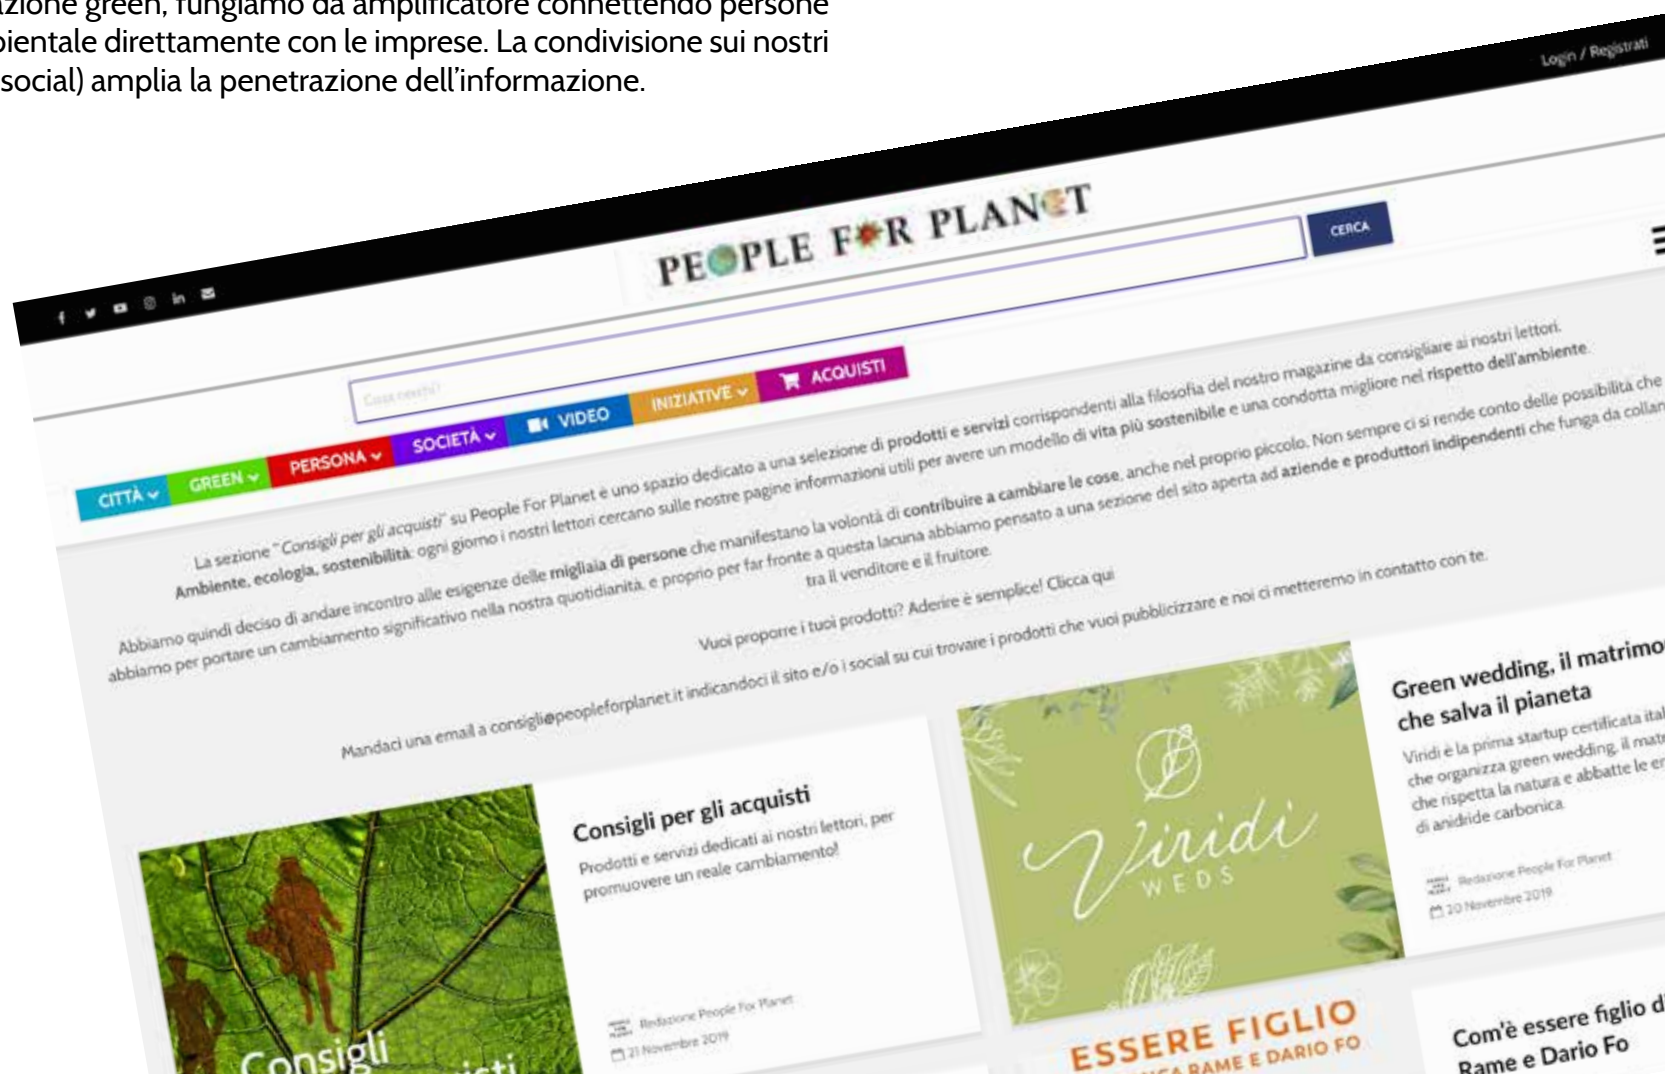 azione green, fungiamo da amplificatore connettendo persone
bientale direttamente con le imprese. La condivisione sui nostri
social) amplia la penetrazione dell'informazione.
Login / Registrati
PEOPLE FOR PLANET
CERCA
CITTÀ GREEN PERSONA SOCIETÀ VIDEO INIZIATIVE ACQUISTI
La sezione "Consigli per gli acquisti" su People For Planet è uno spazio dedicato a una selezione di prodotti e servizi corrispondenti alla filosofia del nostro magazine da consigliare ai nostri lettori.
Ambiente, ecologia, sostenibilità: ogni giorno i nostri lettori cercano sulle nostre pagine informazioni utili per avere un modello di vita più sostenibile e una condotta migliore nel rispetto dell'ambiente.
Abbiamo quindi deciso di andare incontro alle esigenze delle migliaia di persone che manifestano la volontà di contribuire a cambiare le cose, anche nel proprio piccolo. Non sempre ci si rende conto delle possibilità che
abbiamo per portare un cambiamento significativo nella nostra quotidianità, e proprio per far fronte a questa lacuna abbiamo pensato a una sezione del sito aperta ad aziende e produttori indipendenti che funga da collan
tra il venditore e il fruitore.
Vuoi proporre i tuoi prodotti? Aderire è semplice! Clicca qui
Mandaci una email a consigli@peopleforplanet.it indicandoci il sito e/o i social su cui trovare i prodotti che vuoi pubblicizzare e noi ci metteremo in contatto con te.
Consigli
Consigli per gli acquisti
Prodotti e servizi dedicati ai nostri lettori, per
promuovere un reale cambiamento!
Redazione People For Planet
21 Novembre 2019
Viridi
WEDS
Green wedding, il matrimo
che salva il pianeta
Viridi è la prima startup certificata ital
che organizza green wedding, il matr
che rispetta la natura e abbatte le em
di anidride carbonica
Redazione People For Planet
20 Novembre 2019
ESSERE FIGLIO
RAME E DARIO FO
Com'è essere figlio d
Rame e Dario Fo